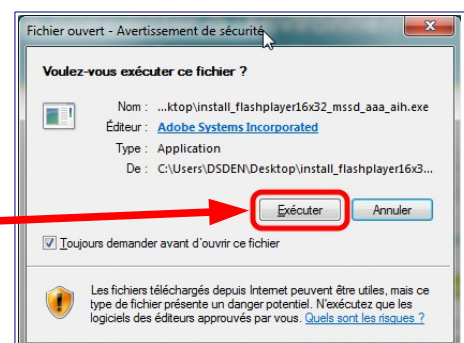 Fichier ouvert - Avertissement de sécurité
Voulez-vous exécuter ce fichier ?
Nom : ...ktop\install_flashplayer16x32_mssd_aaa_aih.exe
Éditeur : Adobe Systems Incorporated
Type : Application
De : C:\Users\DSDEN\Desktop\install_flashplayer16x3...
Exécuter Annuler
Toujours demander avant d'ouvrir ce fichier
Les fichiers téléchargés depuis Internet peuvent être utiles, mais ce
type de fichier présente un danger potentiel. N'exécutez que les
logiciels des éditeurs approuvés par vous. Quels sont les risques ?